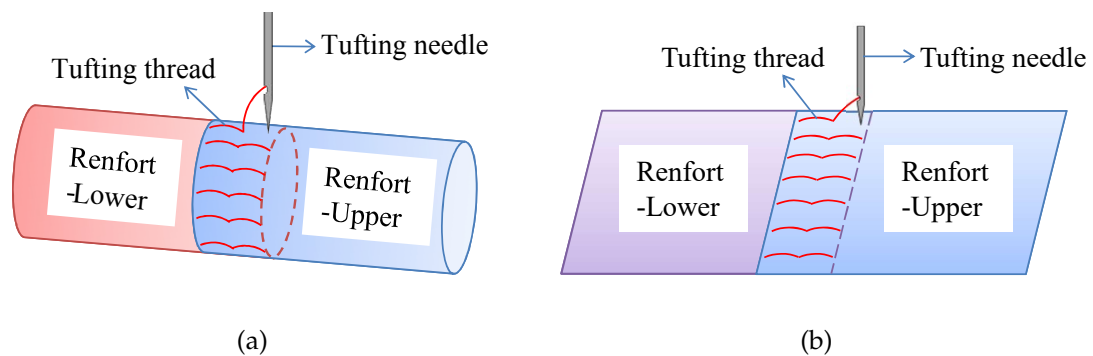 Tufting needle
Tufting thread
Renfort
-Lower
Renfort
-Upper
(a)
Tufting needle
Tufting thread
Renfort
-Lower
Renfort
-Upper
(b)